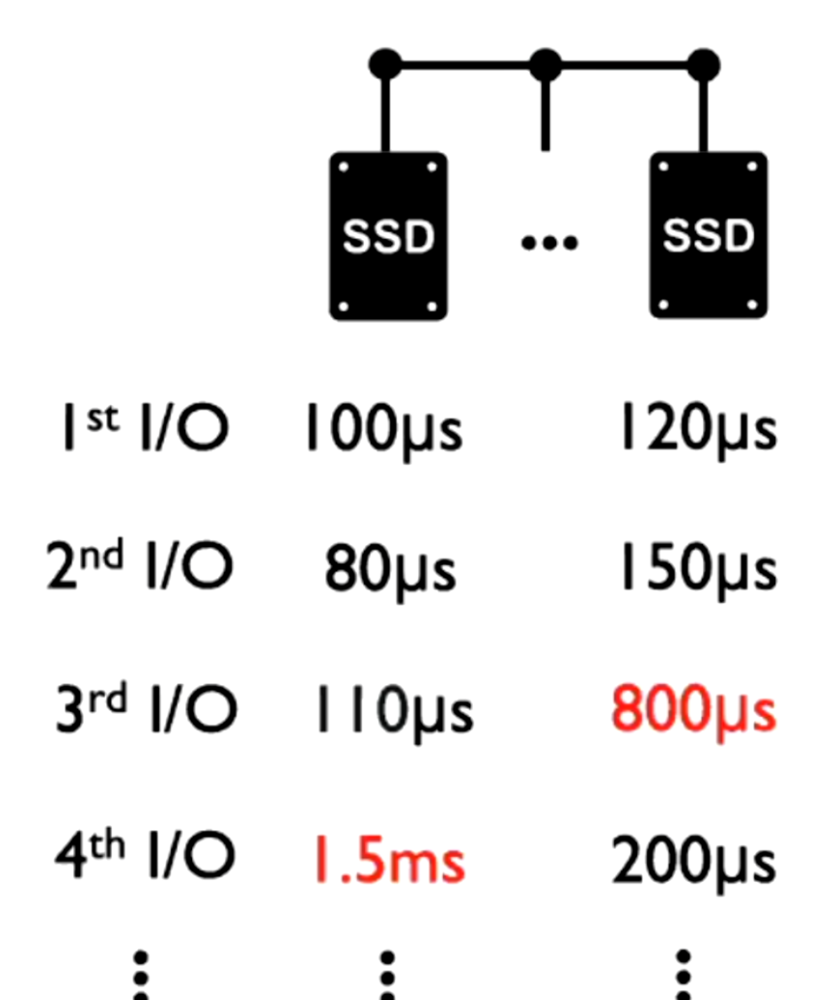 SSD ... SSD
1st I/O 100µs 120µs
2nd I/O 80µs 150µs
3rd I/O 110µs 800µs
4th I/O 1.5ms 200µs